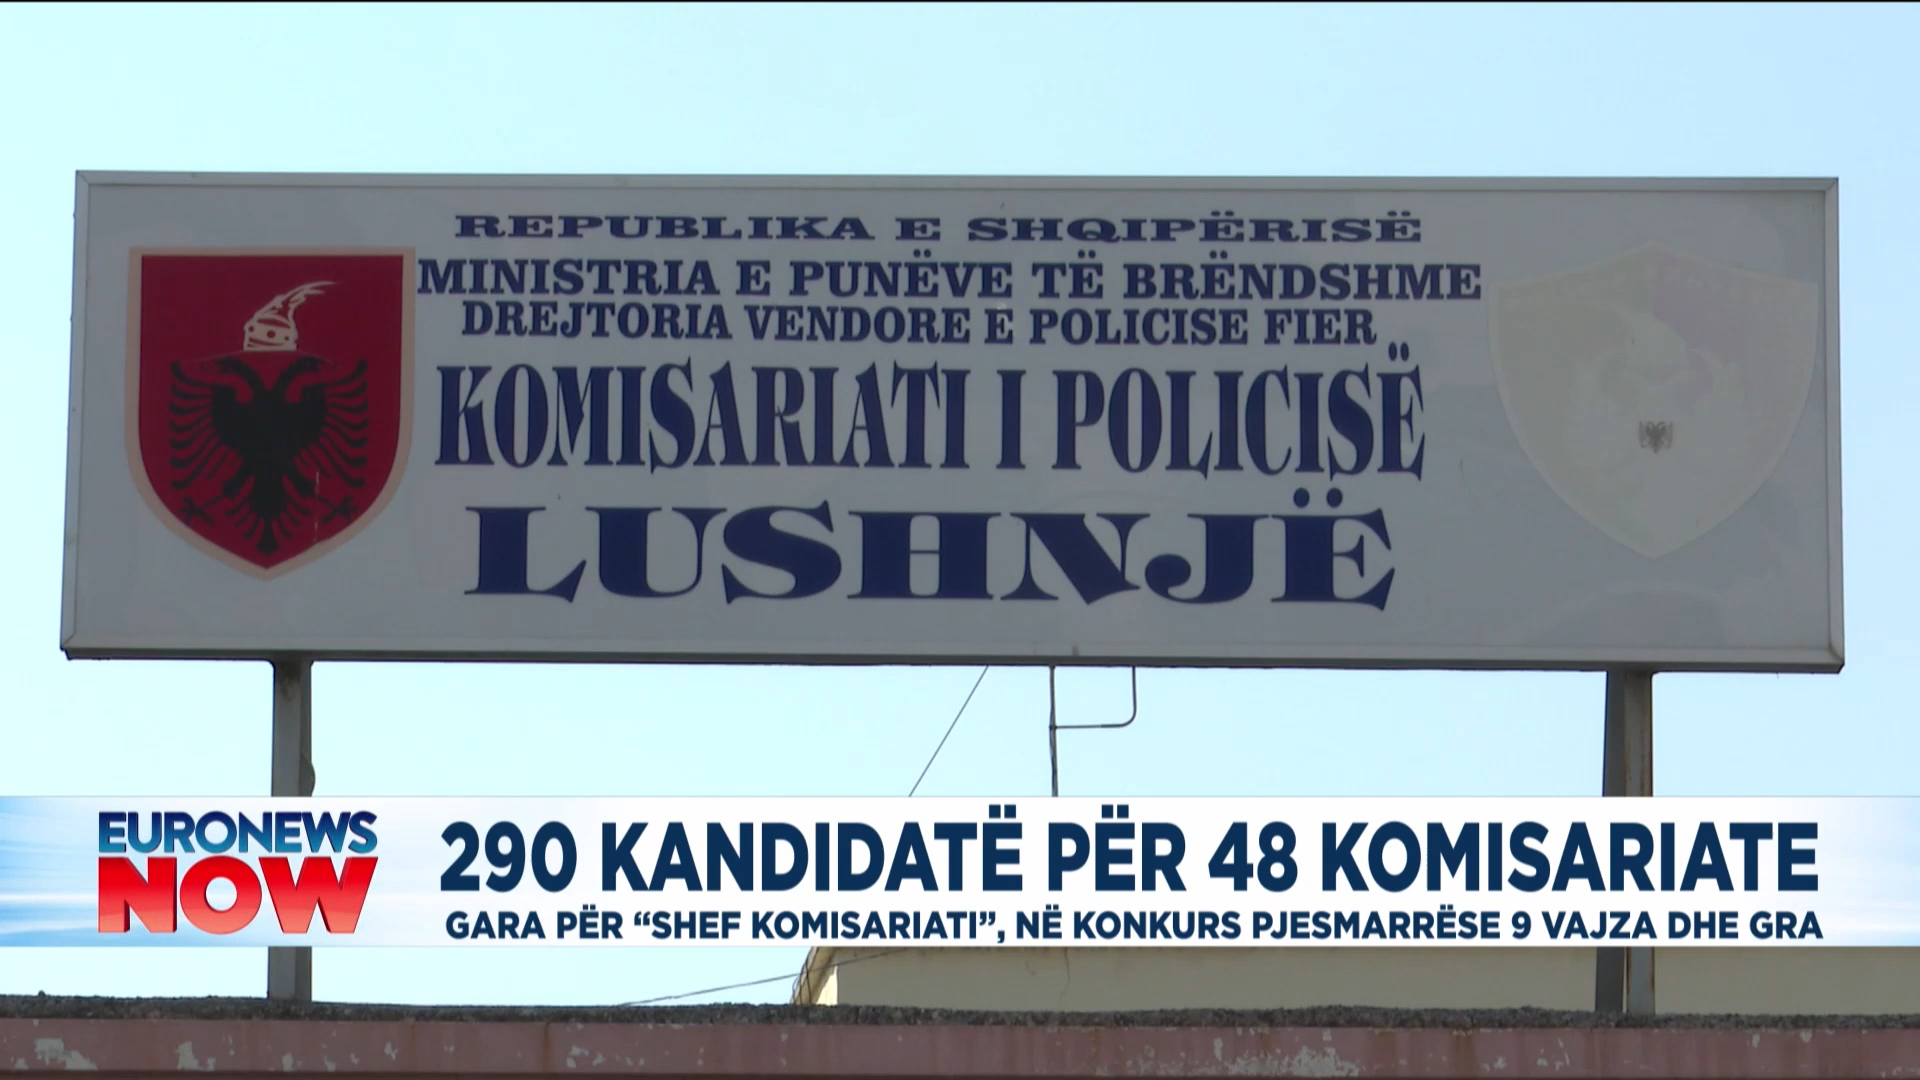 REPUBLIKA E SHQIPËRISË
MINISTRIA E PUNËVE TË BRËNDSHME
DREJTORIA VENDORE E POLICISE FIER
KOMISARIATI I POLICISË
LUSHNJË
EURONEWS
NOW
290 KANDIDATË PËR 48 KOMISARIATE
GARA PËR “SHEF KOMISARIATI”, NË KONKURS PJESMARRËSE 9 VAJZA DHE GRA